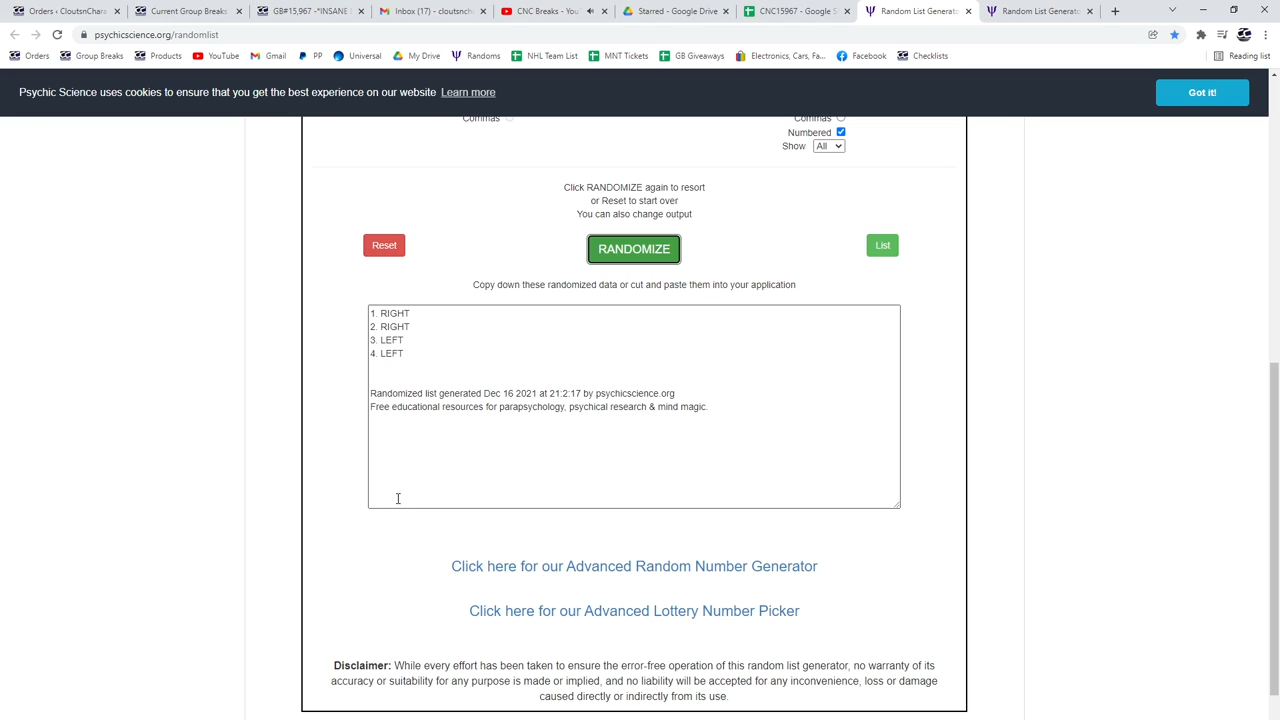 Orders ‹ CloutsnChara
Current Group Breaks
GB#15,967 -*INSANE
Inbox (17) - cloutsnch
CNC Breaks - You
Starred - Google Drive
CNC15967 - Google S
Random List Generator
Random List Generato
psychicscience.org/randomlist
Orders
Group Breaks
Products
YouTube
Gmail
PP
Universal
My Drive
Randoms
NHL Team List
MNT Tickets
GB Giveaways
Electronics, Cars, Fa...
Facebook
Checklists
Reading list
Psychic Science uses cookies to ensure that you get the best experience on our website Learn more
Got it!
Commas
Commas
Numbered
Show All
Click RANDOMIZE again to resort
or Reset to start over
You can also change output
Reset
RANDOMIZE
List
Copy down these randomized data or cut and paste them into your application
1. RIGHT
2. RIGHT
3. LEFT
4. LEFT
Randomized list generated Dec 16 2021 at 21:2:17 by psychicscience.org
Free educational resources for parapsychology, psychical research & mind magic.
Click here for our Advanced Random Number Generator
Click here for our Advanced Lottery Number Picker
Disclaimer: While every effort has been taken to ensure the error-free operation of this random list generator, no warranty of its
accuracy or suitability for any purpose is made or implied, and no liability will be accepted for any inconvenience, loss or damage
caused directly or indirectly from its use.